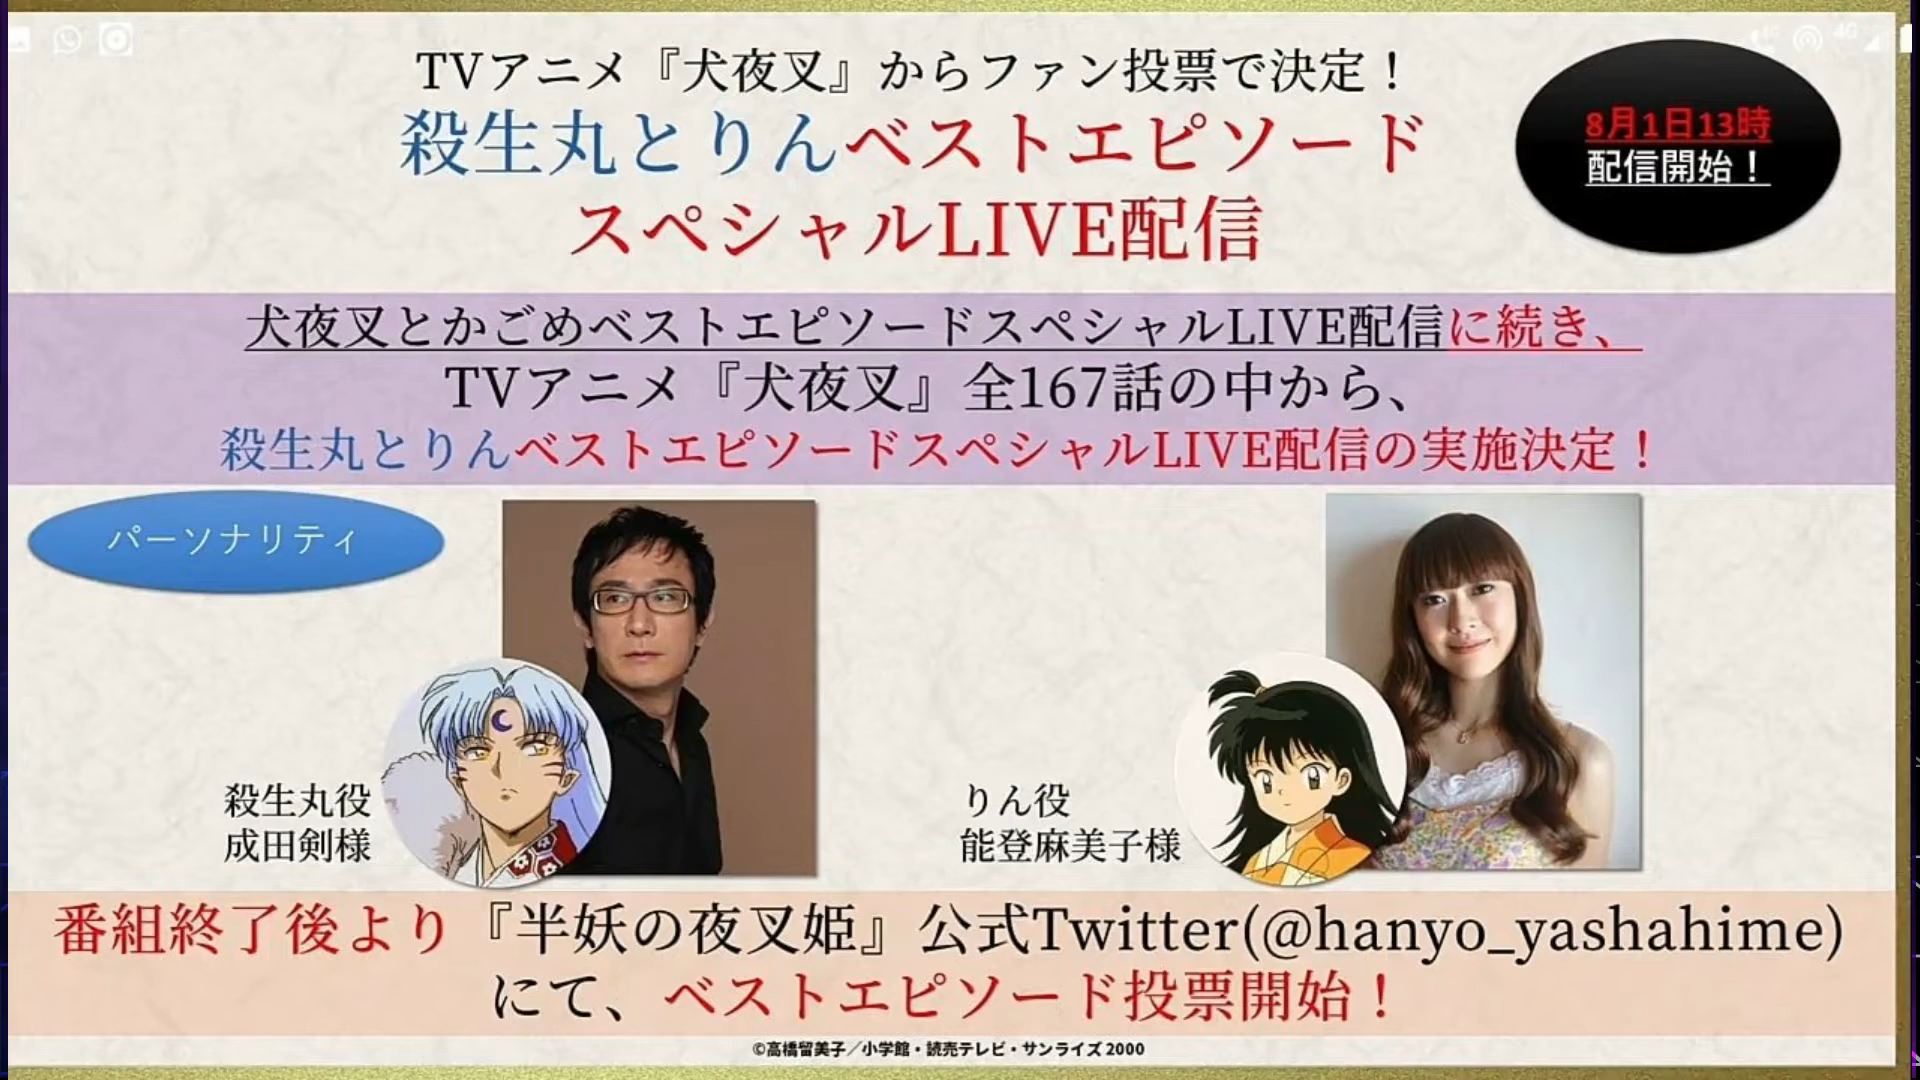 TVアニメ『犬夜叉』からファン投票で決定！
殺生丸とりんベストエピソード
スペシャルLIVE配信
8月1日13時
配信開始！
犬夜叉とかごめベストエピソードスペシャルLIVE配信に続き、
TVアニメ『犬夜叉』全167話の中から、
殺生丸とりんベストエピソードスペシャルLIVE配信の実施決定！
パーソナリティ
殺生丸役
成田剣様
りん役
能登麻美子様
番組終了後より『半妖の夜叉姫』公式Twitter(@hanyo_yashahime)
にて、ベストエピソード投票開始！
©高橋留美子／小学館・読売テレビ・サンライズ 2000